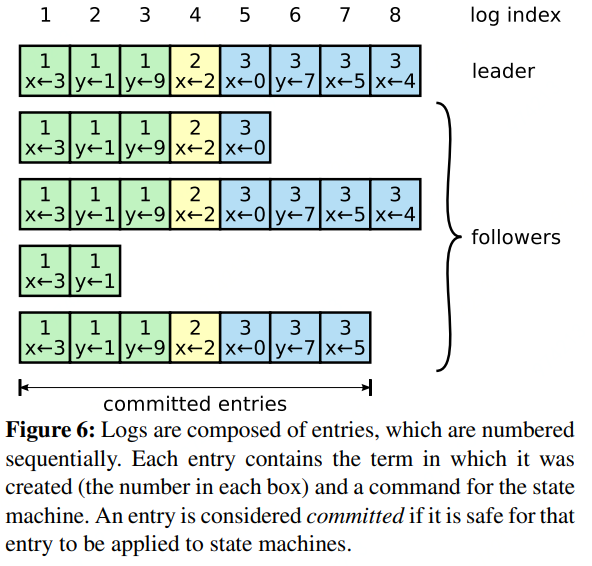 1 2 3 4 5 6 7 8 log index
1 1 1 2 3 3 3 3
x←3 y←1 y←9 x←2 x←0 y←7 x←5 x←4 leader
1 1 1 2 3
x←3 y←1 y←9 x←2 x←0
1 1 1 2 3 3 3 3
x←3 y←1 y←9 x←2 x←0 y←7 x←5 x←4
followers
1 1
x←3 y←1
1 1 1 2 3 3 3
x←3 y←1 y←9 x←2 x←0 y←7 x←5
committed entries
Figure 6: Logs are composed of entries, which are numbered
sequentially. Each entry contains the term in which it was
created (the number in each box) and a command for the state
machine. An entry is considered committed if it is safe for that
entry to be applied to state machines.